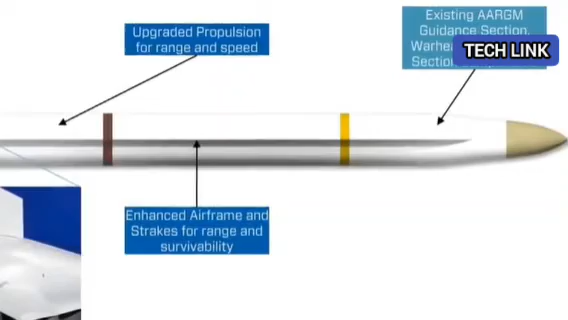 Upgraded Propulsion
for range and speed
Existing AARGM
Guidance Section,
TECH LINK
Section
Enhanced Airframe and
Strakes for range and
survivability